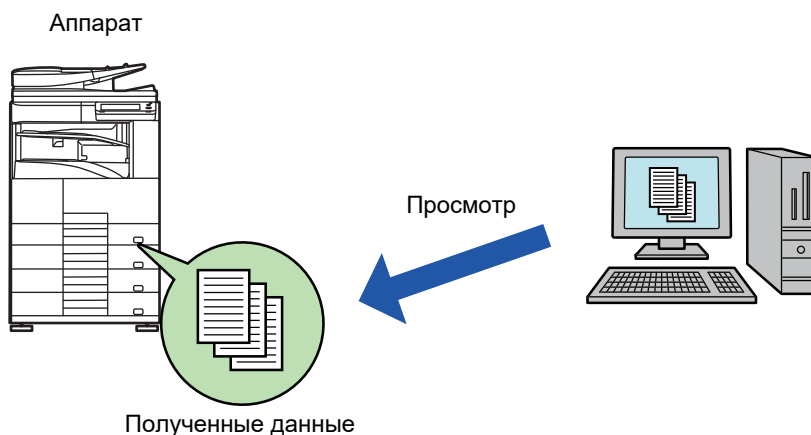 Аппарат
Просмотр
Полученные данные